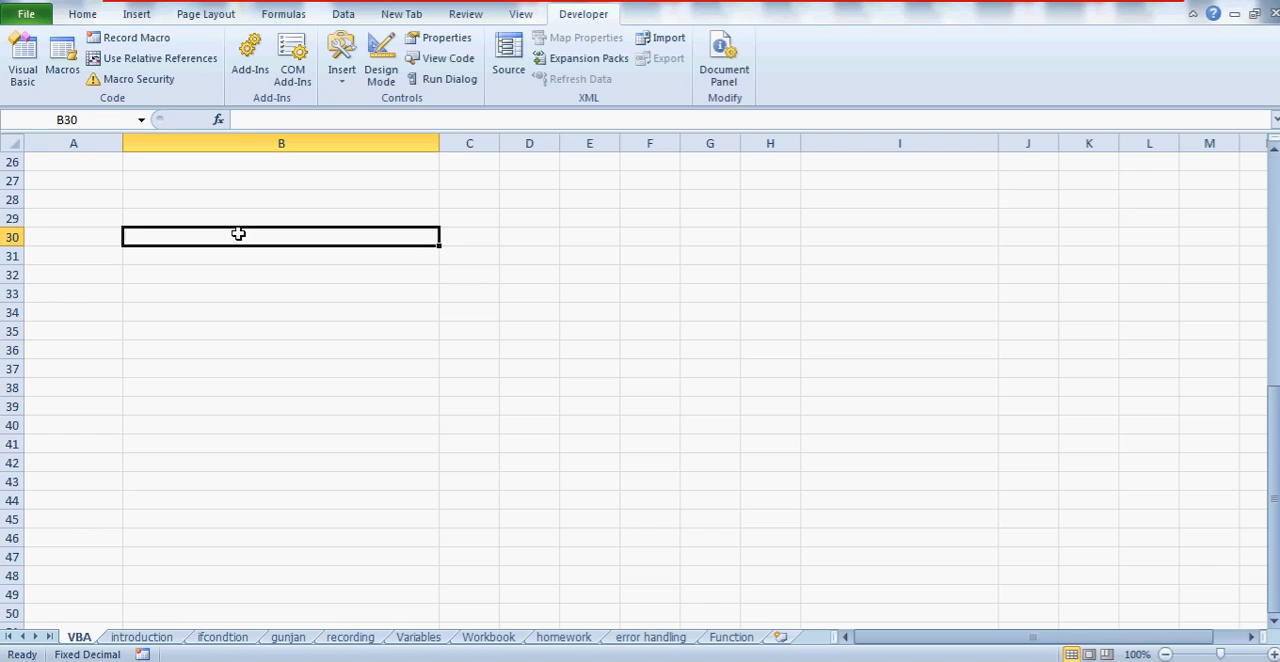 File Home Insert Page Layout Formulas Data New Tab Review View Developer
Visual Basic
Macros
Record Macro
Use Relative References
Macro Security
Code
Add-Ins
COM Add-Ins
Add-Ins
Insert
Design Mode
Properties
View Code
Run Dialog
Controls
Source
Map Properties
Expansion Packs
Refresh Data
Import
Export
XML
Document Panel
Modify
B30 fx
A B C D E F G H I J K L M
26
27
28
29
30
31
32
33
34
35
36
37
38
39
40
41
42
43
44
45
46
47
48
49
50
VBA introduction ifcondtion gunjan recording Variables Workbook homework error handling Function
Ready Fixed Decimal 100%